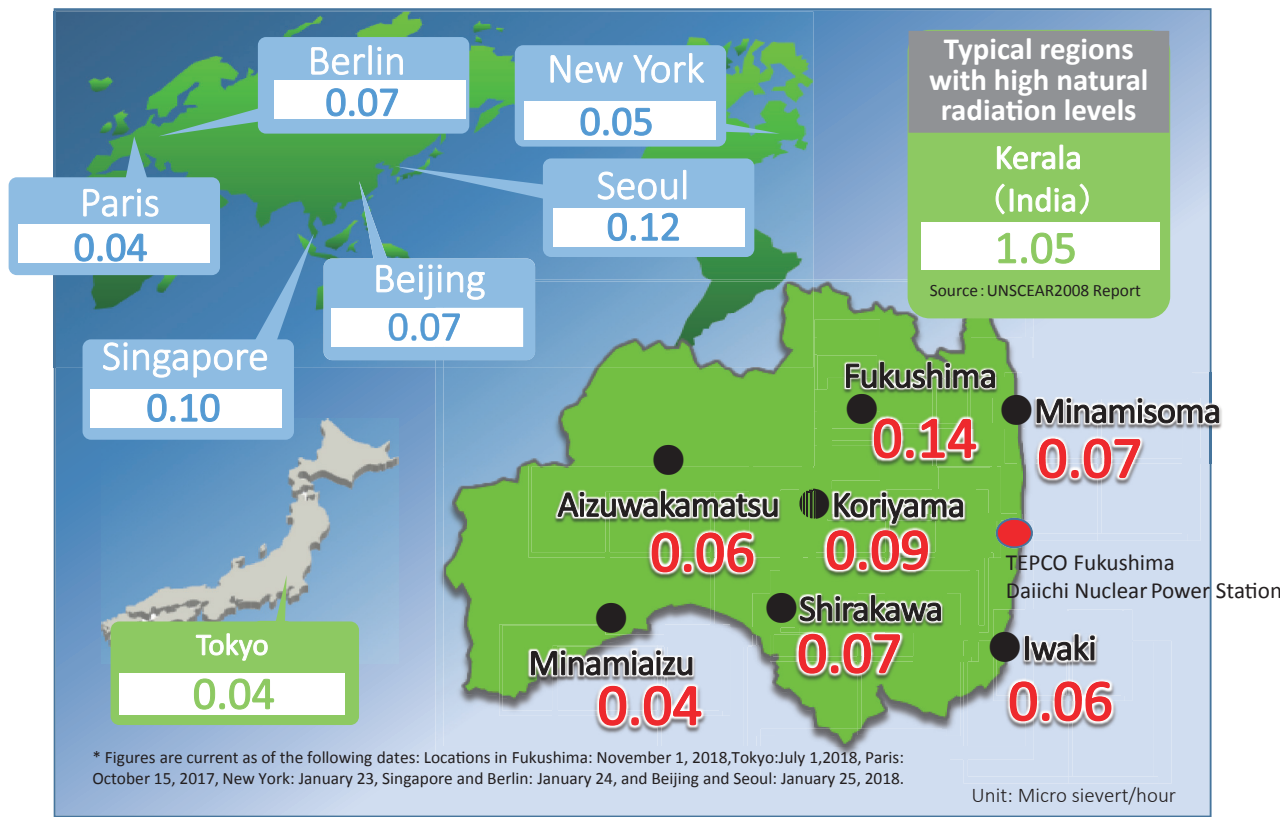 Berlin
0.07
New York
0.05
Typical regions
with high natural
radiation levels
Kerala
（India）
1.05
Source : UNSCEAR2008 Report
Paris
0.04
Seoul
0.12
Beijing
0.07
Singapore
0.10
Fukushima
0.14
Minamisoma
0.07
Aizuwakamatsu
0.06
Koriyama
0.09
TEPCO Fukushima
Daiichi Nuclear Power Station
Shirakawa
0.07
Minamiaizu
0.04
Iwaki
0.06
Tokyo
0.04
* Figures are current as of the following dates: Locations in Fukushima: November 1, 2018,Tokyo:July 1,2018, Paris:
October 15, 2017, New York: January 23, Singapore and Berlin: January 24, and Beijing and Seoul: January 25, 2018.
Unit: Micro sievert/hour